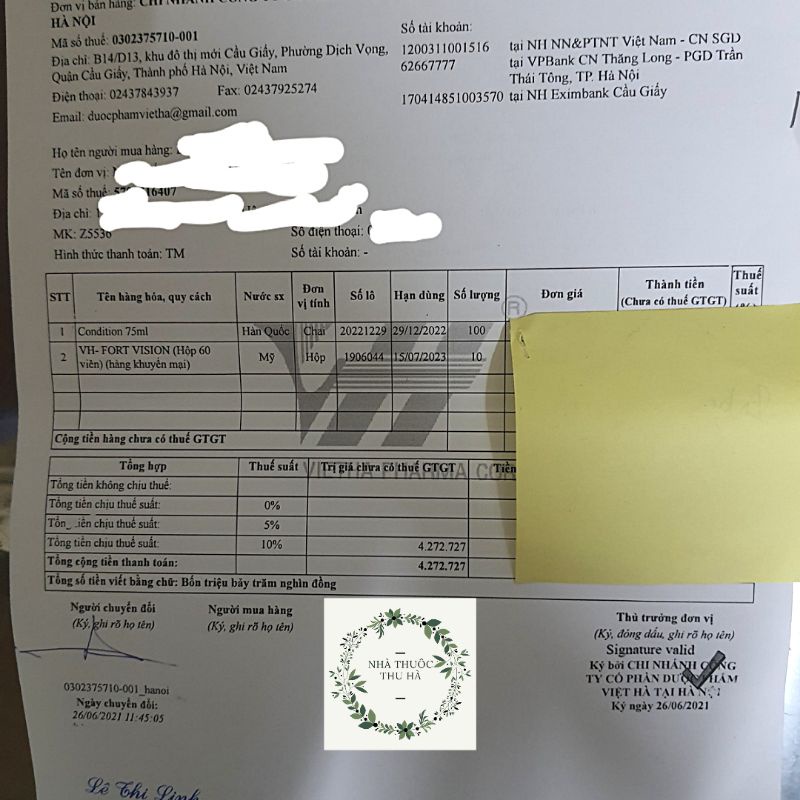 Đơn vị bán hàng: CHI NHÁNH CÔNG
HÀ NỘI
Mã số thuế: 0302375710-001
Địa chỉ: B14/D13, khu đô thị mới Cầu Giấy, Phường Dịch Vọng,
Quận Cầu Giấy, Thành phố Hà Nội, Việt Nam
Điện thoại: 02437843937 Fax: 02437925274
Email: duocphamvietha@gmail.com
Số tài khoản:
1200311001516 tại NH NN&PTNT Việt Nam - CN SGD
62667777 tại VPBank CN Thăng Long - PGD Trần
Thái Tông, TP. Hà Nội
170414851003570 tại NH Eximbank Cầu Giấy
Họ tên người mua hàng:
Tên đơn vị:
Mã số thuế: 16407
Địa chỉ:
MK: Z5536 Số điện thoại:
Hình thức thanh toán: TM Số tài khoản: -
STT Tên hàng hóa, quy cách Nước sx Đơn vị tính Số lô Hạn dùng Số lượng Đơn giá Thành tiền (Chưa có thuế GTGT) Thuế suất
1 Condition 75ml Hàn Quốc Chai 20221229 29/12/2022 100
2 VH- FORT VISION (Hộp 60 Mỹ Hộp 1906044 15/07/2023 10
viên) (hàng khuyến mại)
VH ®
VIETHA PHARMA COR
Cộng tiền hàng chưa có thuế GTGT
Tổng hợp Thuế suất Trị giá chưa có thuế GTGT Tiền
Tổng tiền không chịu thuế:
Tổng tiền chịu thuế suất: 0%
Tổng tiền chịu thuế suất: 5%
Tổng tiền chịu thuế suất: 10% 4.272.727
Tổng cộng tiền thanh toán: 4.272.727
Tổng số tiền viết bằng chữ: Bốn triệu bảy trăm nghìn đồng
Người chuyển đổi
(Ký, ghi rõ họ tên)
Người mua hàng
(Ký, ghi rõ họ tên)
Thủ trưởng đơn vị
(Ký, đóng dấu, ghi rõ họ tên)
Signature valid
Ký bởi CHI NHÁNH CÔNG
TY CỔ PHẦN DƯỢC PHẨM
VIỆT HÀ TẠI HÀ NỘI
Ký ngày 26/06/2021
NHÀ THUỐC
THU HÀ
0302375710-001_hanoi
Ngày chuyển đổi:
26/06/2021 11:45:05
Lê Thị Linh